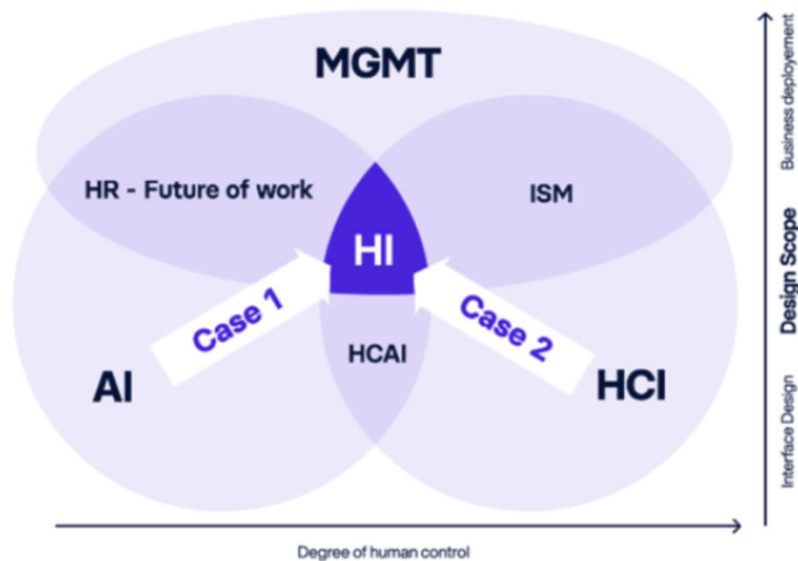 MGMT
HR - Future of work
ISM
HI
Case 1
Case 2
HCAI
AI
HCI
Degree of human control
Business deployement
Design Scope
Interface Design